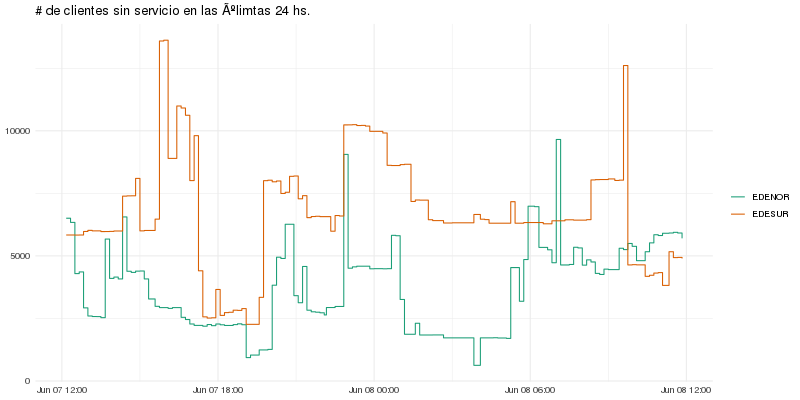 # de clientes sin servicio en las Ãºlimtas 24 hs.
10000
5000
0
Jun 07 12:00
Jun 07 18:00
Jun 08 00:00
Jun 08 06:00
Jun 08 12:00
EDENOR
EDESUR